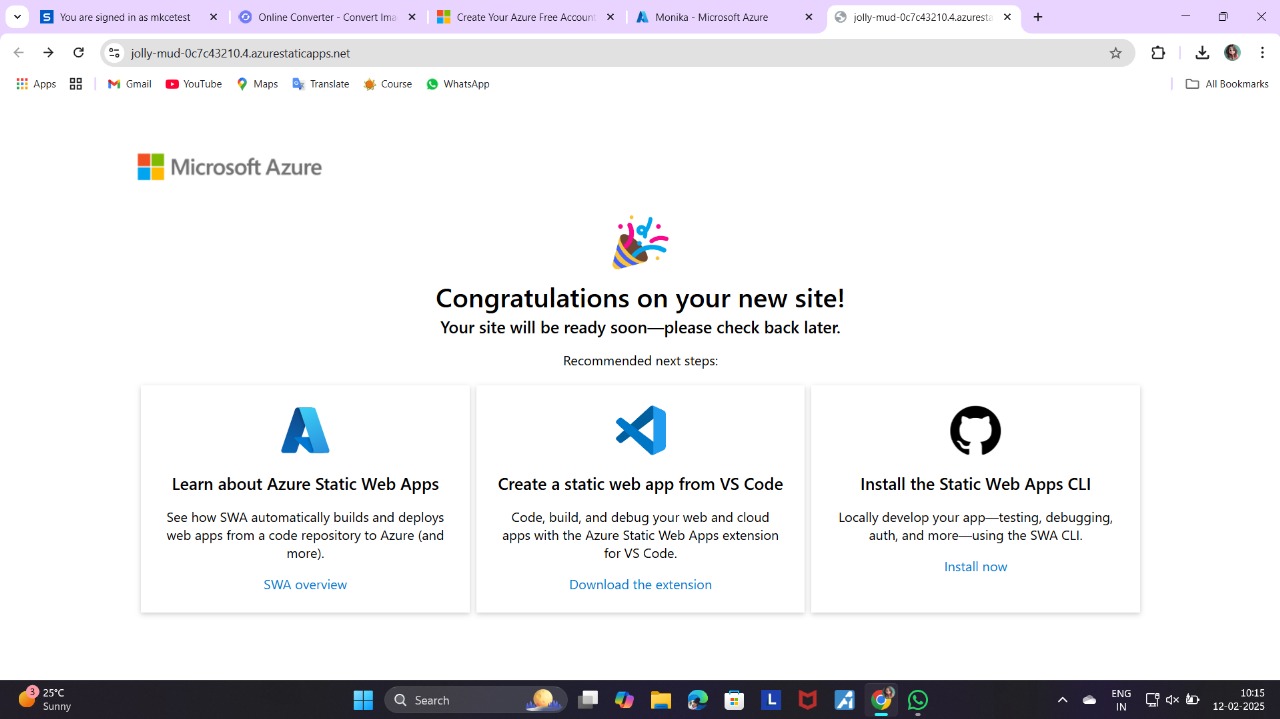 You are signed in as mkcdast
Online Converter - Convert Ima
Create Your Azure Free Account
Monika - Microsoft Azure
jolly-mud-0c7c43210.4.azuresta
jolly-mud-0c7c43210.4.azurestaticapps.net
Apps
Gmail
YouTube
Maps
Translate
Course
WhatsApp
All Bookmarks
Microsoft Azure
Congratulations on your new site!
Your site will be ready soon—please check back later.
Recommended next steps:
Learn about Azure Static Web Apps
See how SWA automatically builds and deploys
web apps from a code repository to Azure (and
more).
SWA overview
Create a static web app from VS Code
Code, build, and debug your web and cloud
apps with the Azure Static Web Apps extension
for VS Code.
Download the extension
Install the Static Web Apps CLI
Locally develop your app—testing, debugging,
auth, and more—using the SWA CLI.
Install now
3
25°C
Sunny
Search
L
ENG
IN
10:15
12-02-2025